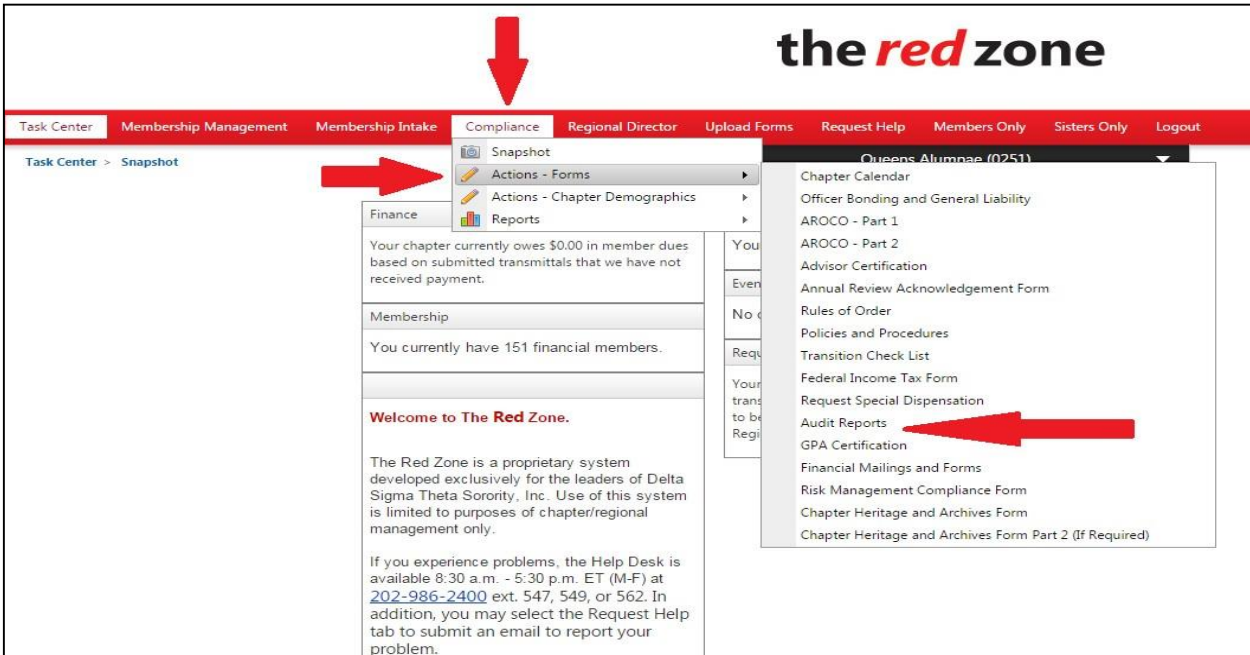 the red zone
Task Center Membership Management Membership Intake Compliance Regional Director Upload Forms Request Help Members Only Sisters Only Logout
Task Center > Snapshot
Queens Alumnae (0251)
Snapshot
Actions - Forms
Actions - Chapter Demographics
Reports
Chapter Calendar
Officer Bonding and General Liability
AROCO - Part 1
AROCO - Part 2
Advisor Certification
Annual Review Acknowledgement Form
Rules of Order
Policies and Procedures
Transition Check List
Federal Income Tax Form
Request Special Dispensation
Audit Reports
GPA Certification
Financial Mailings and Forms
Risk Management Compliance Form
Chapter Heritage and Archives Form
Chapter Heritage and Archives Form Part 2 (If Required)
Finance
Your chapter currently owes $0.00 in member dues
based on submitted transmittals that we have not
received payment.
Membership
You currently have 151 financial members.
Welcome to The Red Zone.
The Red Zone is a proprietary system
developed exclusively for the leaders of Delta
Sigma Theta Sorority, Inc. Use of this system
is limited to purposes of chapter/regional
management only.
If you experience problems, the Help Desk is
available 8:30 a.m. - 5:30 p.m. ET (M-F) at
202-986-2400 ext. 547, 549, or 562. In
addition, you may select the Request Help
tab to submit an email to report your
problem.
You
Even
No
Requ
Your
trans
to be
Regi